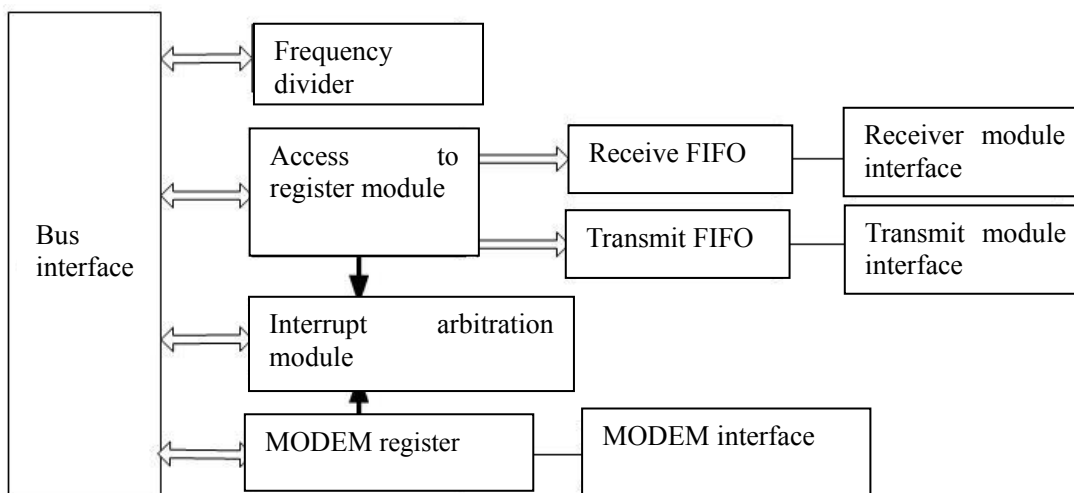 Frequency
divider
Access to
register module
Receive FIFO
Receiver module
interface
Bus
interface
Transmit FIFO
Transmit module
interface
Interrupt arbitration
module
MODEM register
MODEM interface